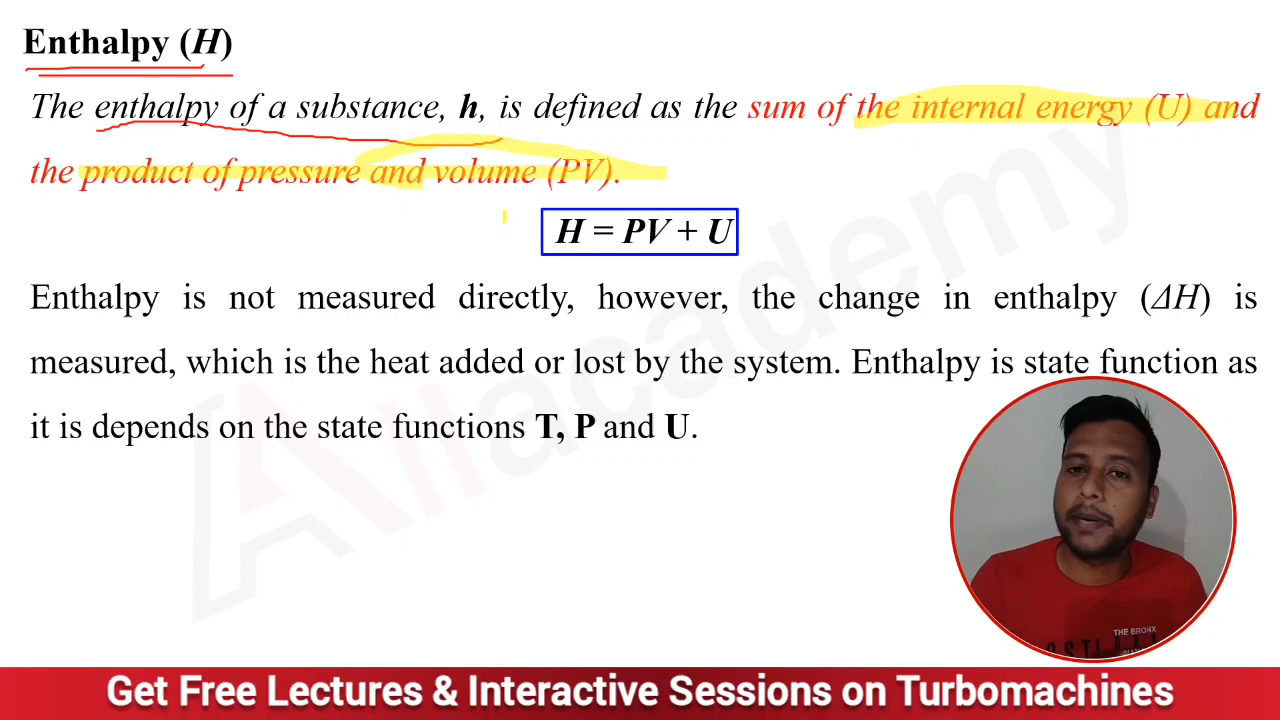 Enthalpy (H)
The enthalpy of a substance, h, is defined as the sum of the internal energy (U) and
the product of pressure and volume (PV).
H = PV + U
Enthalpy is not measured directly, however, the change in enthalpy (ΔH) is
measured, which is the heat added or lost by the system. Enthalpy is state function as
it is depends on the state functions T, P and U.
Allacademy
THE BRONX
Get Free Lectures & Interactive Sessions on Turbomachines